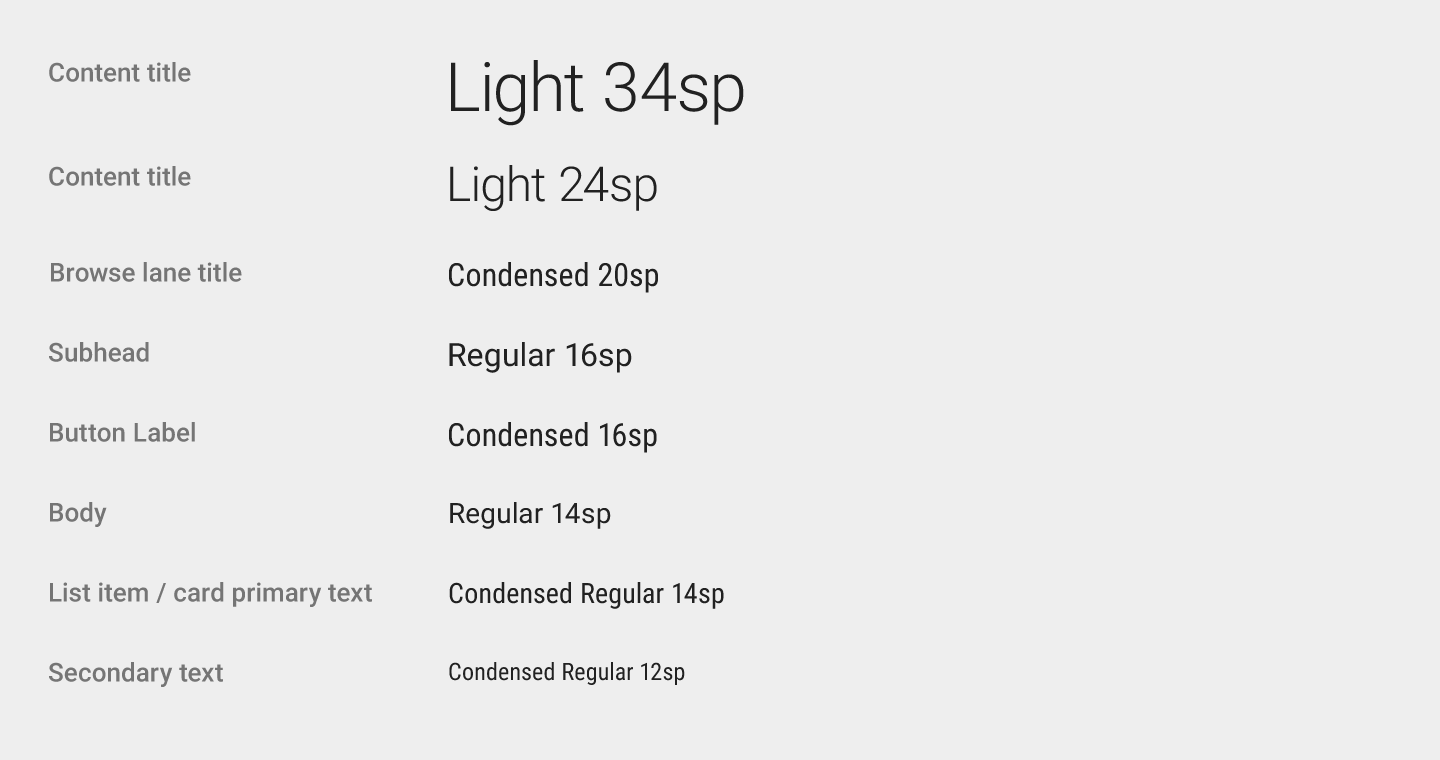 Content title Light 34sp
Content title Light 24sp
Browse lane title Condensed 20sp
Subhead Regular 16sp
Button Label Condensed 16sp
Body Regular 14sp
List item / card primary text Condensed Regular 14sp
Secondary text Condensed Regular 12sp